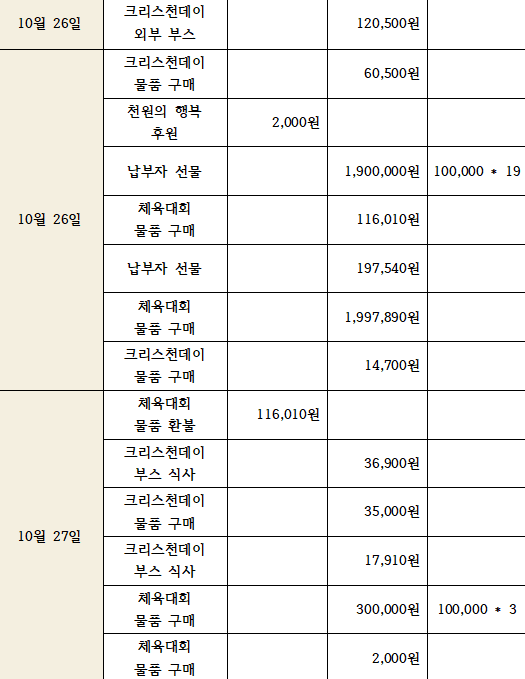 크리스천데이
10월 26일
120,500원
외부 부스
크리스천데이
60,500원
물품 구매
천원의 행복
2,000원
후원
납부자 선물
1,900,000원
100,000 * 19
10월 26일
체육대회
116,010원
물품 구매
납부자 선물
197,540원
체육대회
1,997,890원
물품 구매
크리스천데이
14,700원
물품 구매
체육대회
116,010원
물품 환불
크리스천데이
36,900원
부스 식사
10월 27일
크리스천데이
35,000원
물품 구매
크리스천데이
17,910원
부스 식사
체육대회
300,000원
100,000 * 3
물품 구매
체육대회
2,000원
물품 구매